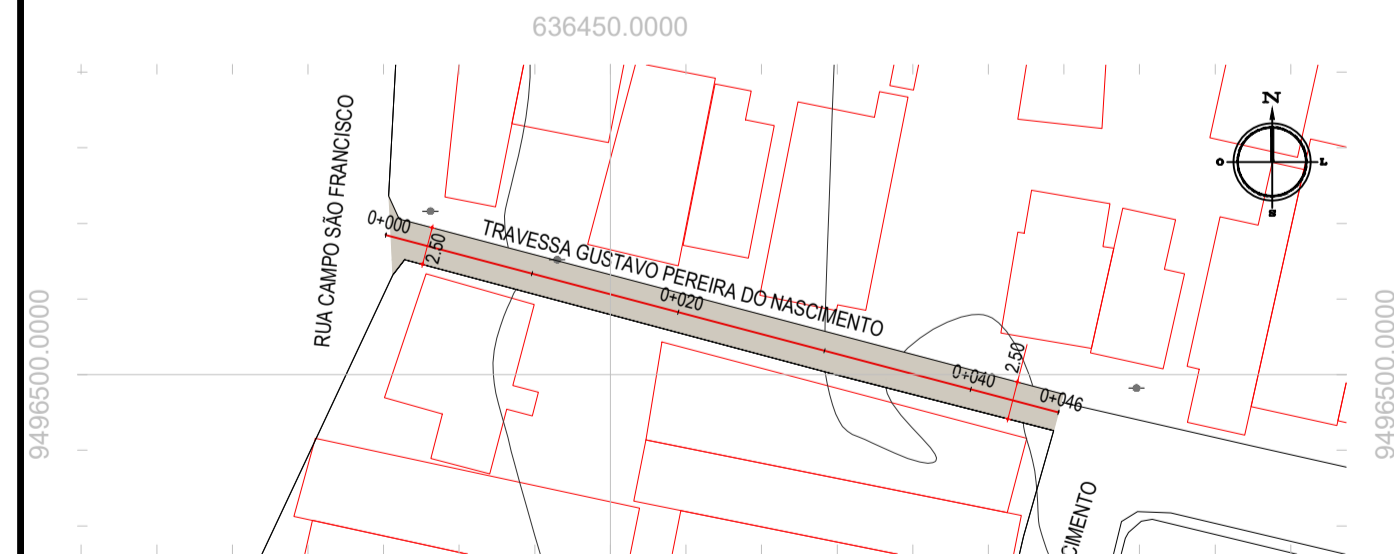 636450.0000
RUA CAMPO SÃO FRANCISCO
N
O
L
S
0+000
2.50
TRAVESSA GUSTAVO PEREIRA DO NASCIMENTO
0+020
2.50
0+040
0+046
9496500.0000
9496500.0000
CIMENTO